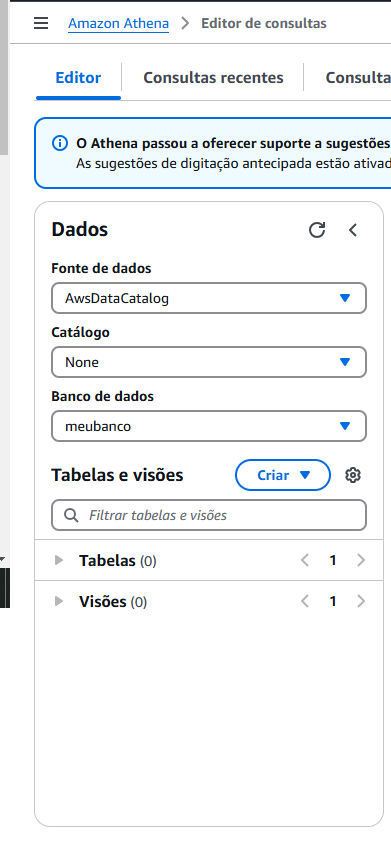 Amazon Athena > Editor de consultas
Editor Consultas recentes Consulta
O Athena passou a oferecer suporte a sugestões
As sugestões de digitação antecipada estão ativad
Dados
Fonte de dados
AwsDataCatalog
Catálogo
None
Banco de dados
meubanco
Tabelas e visões Criar
Filtrar tabelas e visões
Tabelas (0) < 1 >
Visões (0) < 1 >